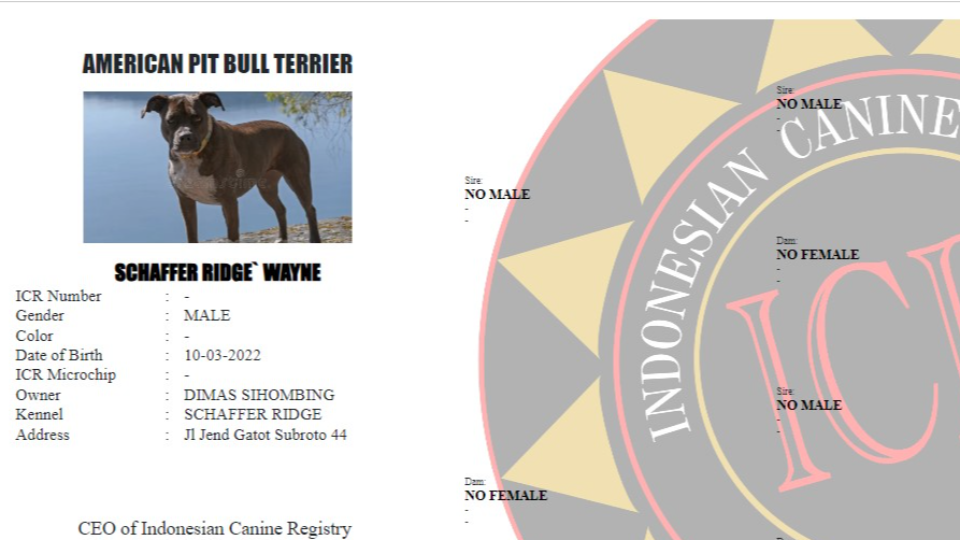 AMERICAN PIT BULL TERRIER
SCHAFFER RIDGE` WAYNE
ICR Number : -
Gender : MALE
Color : -
Date of Birth : 10-03-2022
ICR Microchip : -
Owner : DIMAS SIHOMBING
Kennel : SCHAFFER RIDGE
Address : Jl Jend Gatot Subroto 44
CEO of Indonesian Canine Registry
Sire:
NO MALE
-
-
Dam:
NO FEMALE
-
-
Sire:
NO MALE
-
-
Dam:
NO FEMALE
-
-
Sire:
NO MALE
-
-
INDONESIAN CANINE
IC